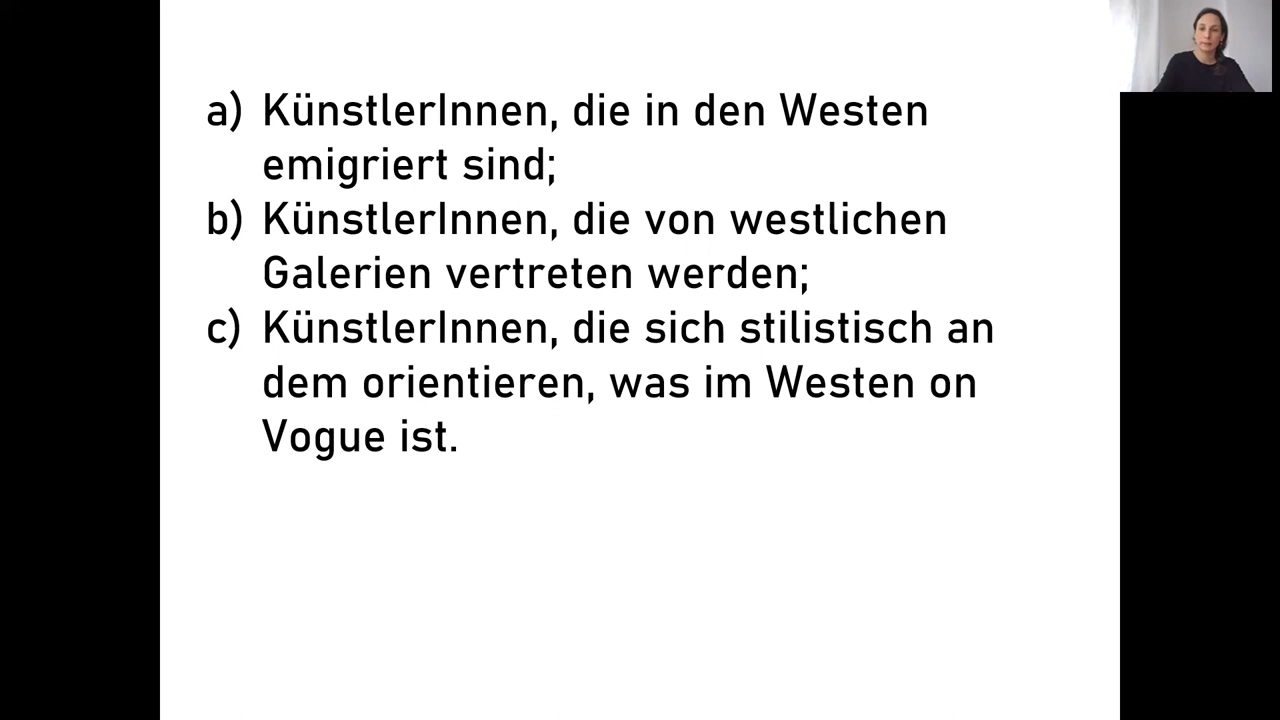 a) KünstlerInnen, die in den Westen
emigriert sind;
b) KünstlerInnen, die von westlichen
Galerien vertreten werden;
c) KünstlerInnen, die sich stilistisch an
dem orientieren, was im Westen on
Vogue ist.